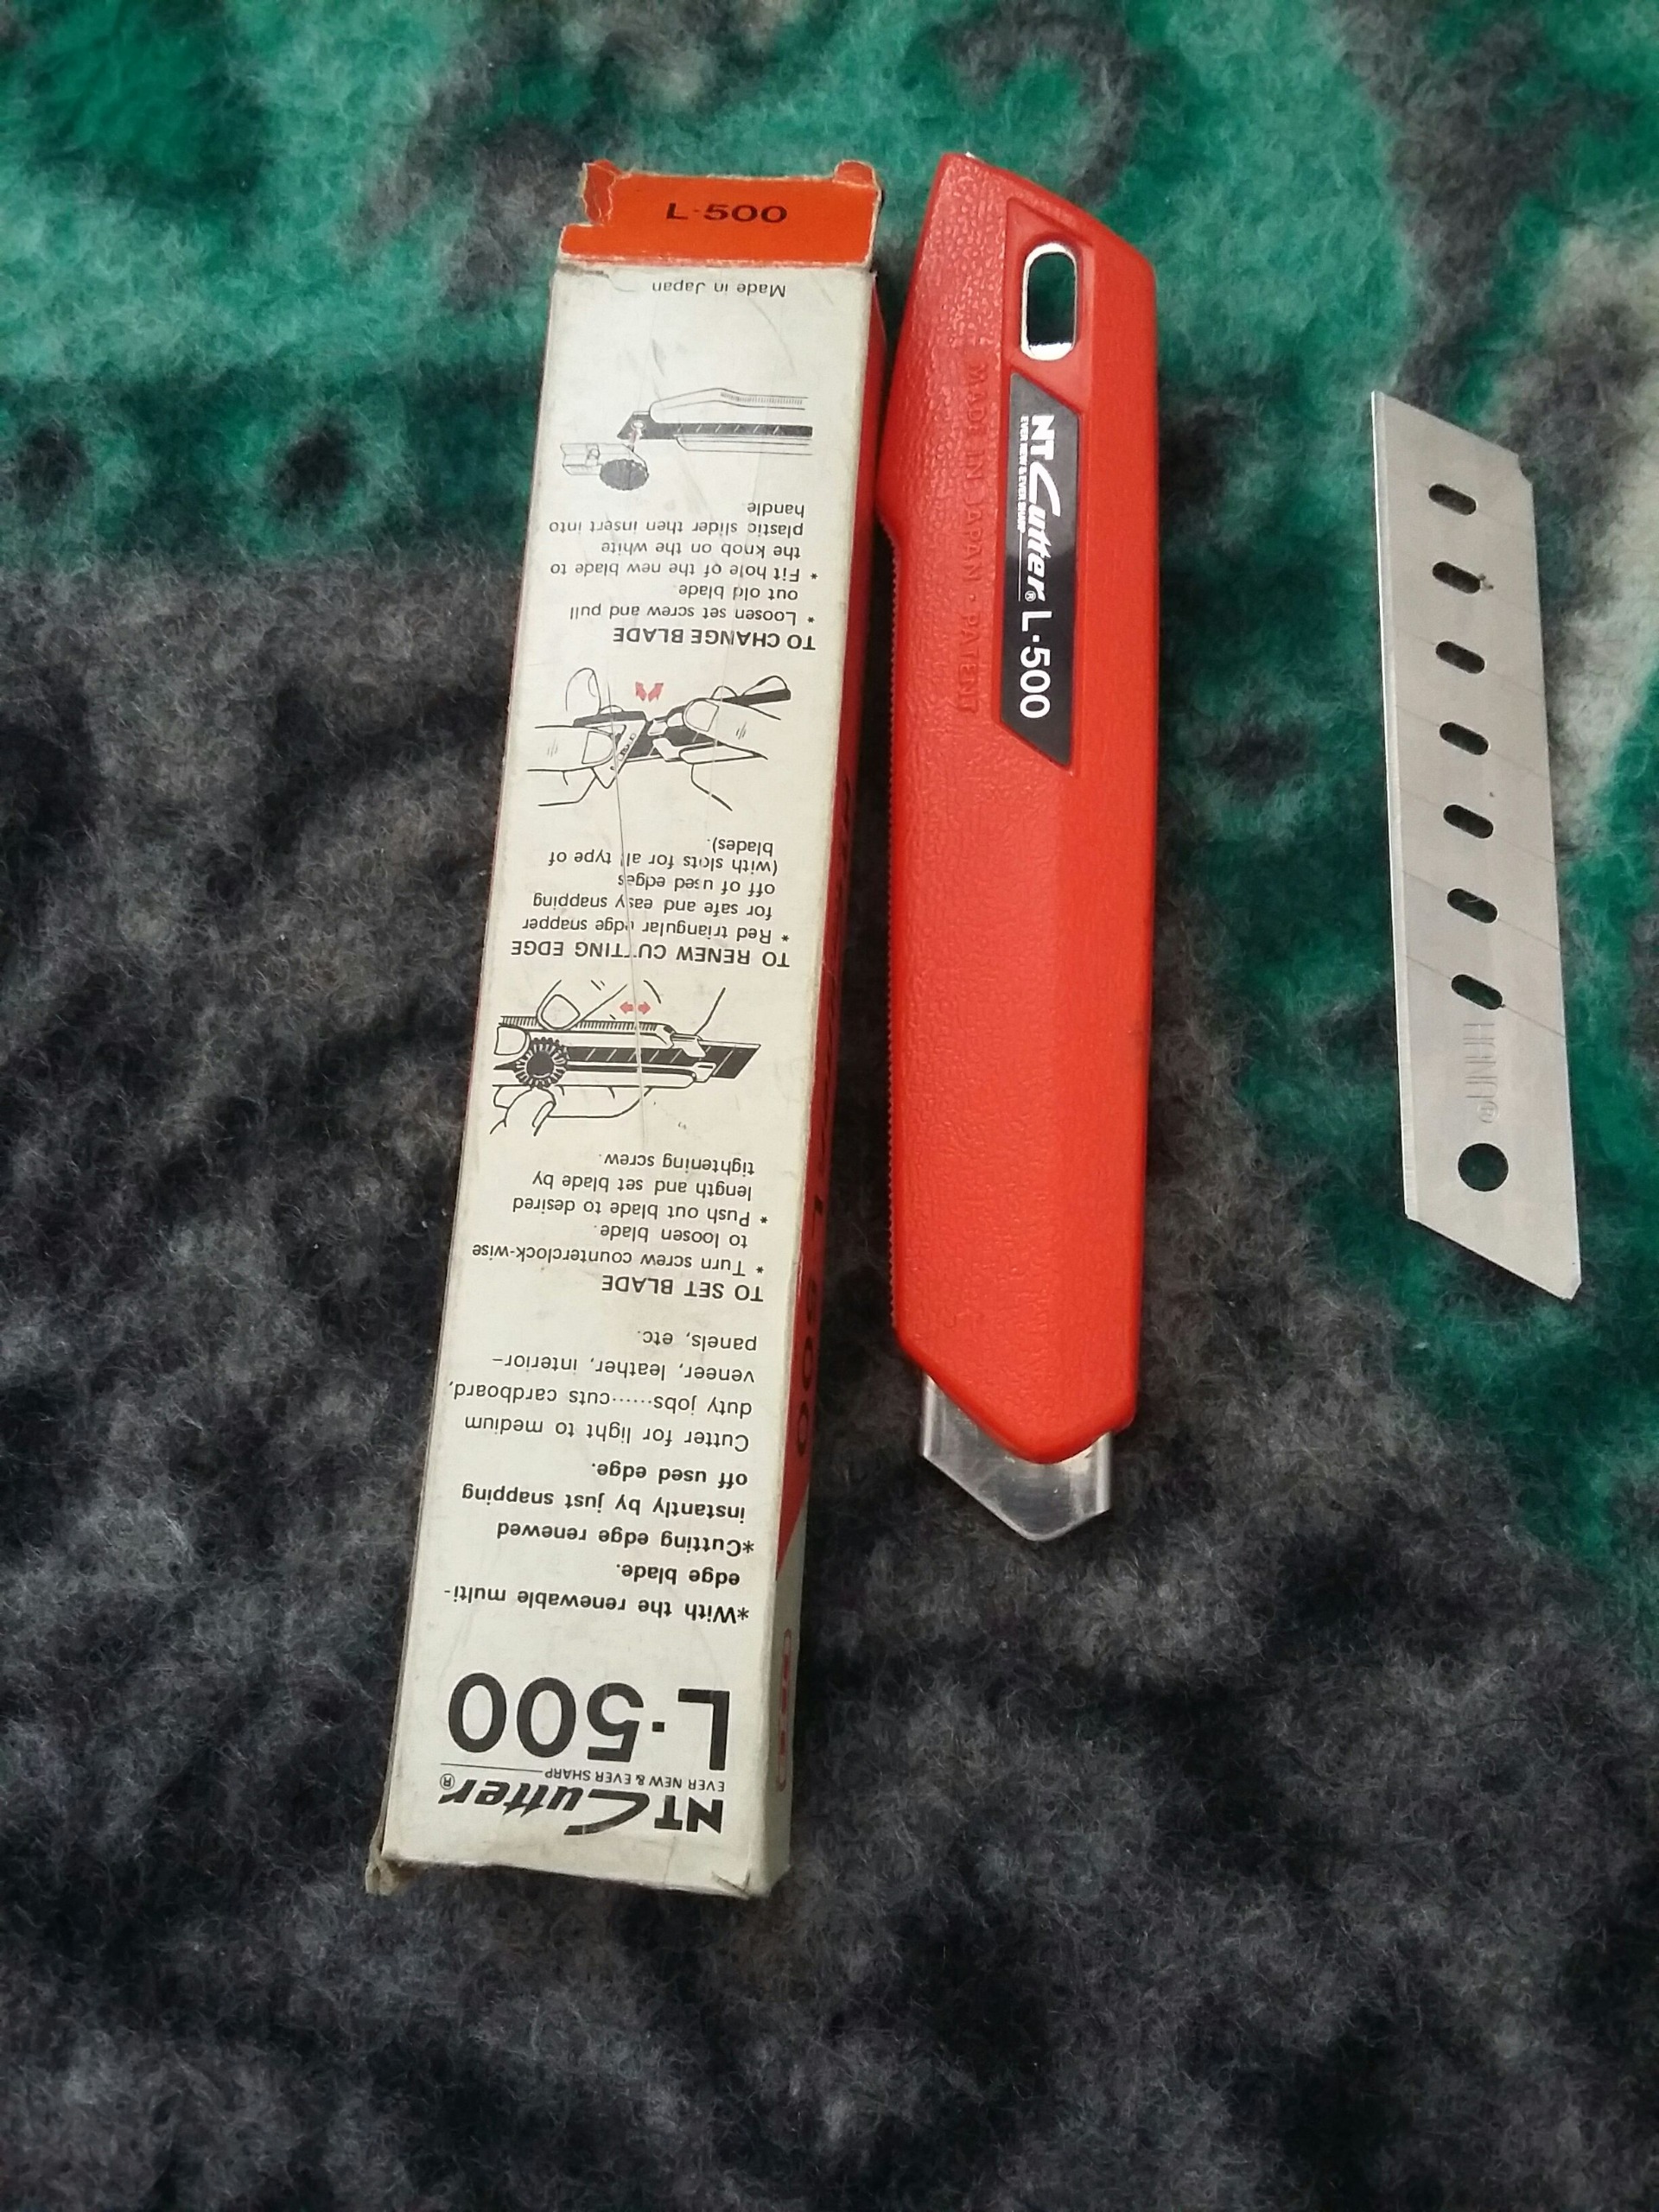 NT Cutter®
EVER NEW & EVER SHARP
L-500
*With the renewable multi-
edge blade.
*Cutting edge renewed
instantly by just snapping
off used edge.
Cutter for light to medium
duty jobs······cuts cardboard,
veneer, leather, interior-
panels, etc.
TO SET BLADE
* Turn screw counterclock-wise
to loosen blade.
* Push out blade to desired
length and set blade by
tightening screw.
TO RENEW CUTTING EDGE
* Red triangular edge snapper
for safe and easy snapping
off of used edges
(with slots for all type of
blades).
TO CHANGE BLADE
* Loosen set screw and pull
out old blade.
* Fit hole of the new blade to
the knob on the white
plastic slider then insert into
handle.
Made in Japan
L-500
NT Cutter® L-500
EVER NEW & EVER SHARP
MADE IN JAPAN · PATENT